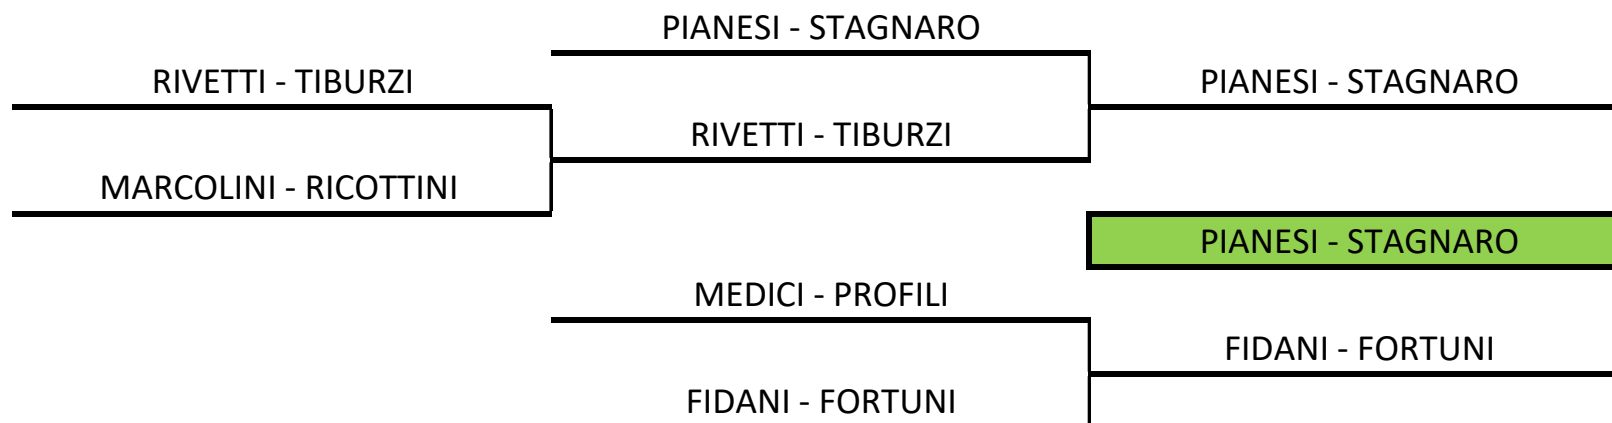 PIANESI - STAGNARO
RIVETTI - TIBURZI
PIANESI - STAGNARO
RIVETTI - TIBURZI
MARCOLINI - RICOTTINI
PIANESI - STAGNARO
MEDICI - PROFILI
FIDANI - FORTUNI
FIDANI - FORTUNI